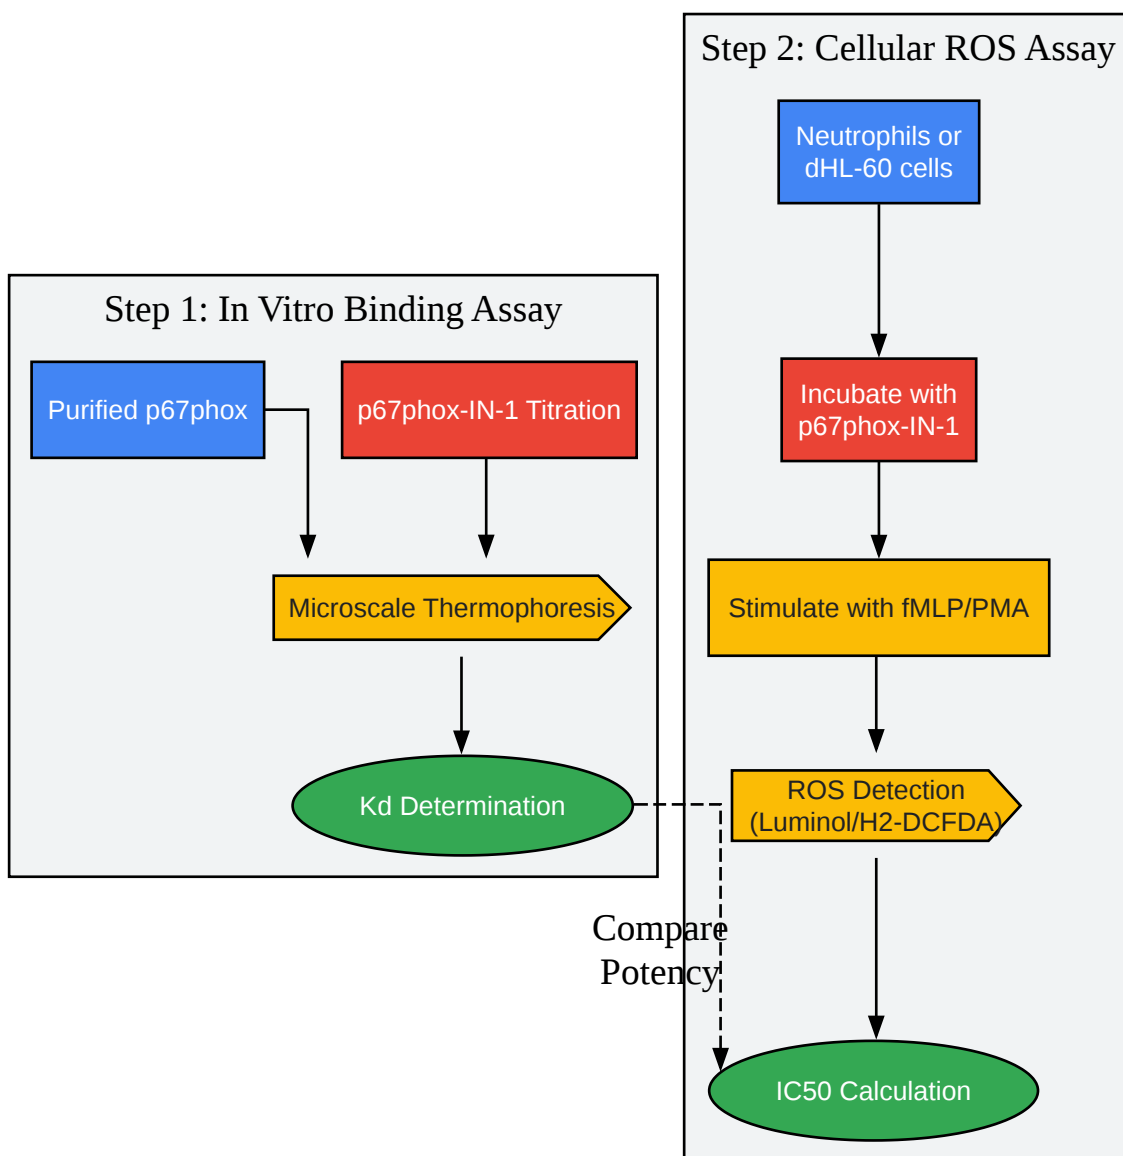 Step 1: In Vitro Binding Assay
Purified p67phox
p67phox-IN-1 Titration
Microscale Thermophoresis
Kd Determination
Compare
Potency
Step 2: Cellular ROS Assay
Neutrophils or
dHL-60 cells
Incubate with
p67phox-IN-1
Stimulate with fMLP/PMA
ROS Detection
(Luminol/H2-DCFDA)
IC50 Calculation